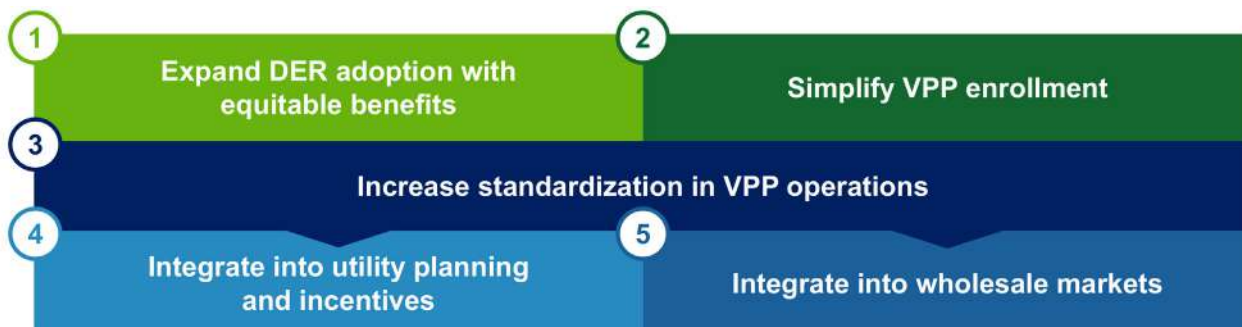 1
Expand DER adoption with
equitable benefits
2
Simplify VPP enrollment
3
Increase standardization in VPP operations
4
Integrate into utility planning
and incentives
5
Integrate into wholesale markets